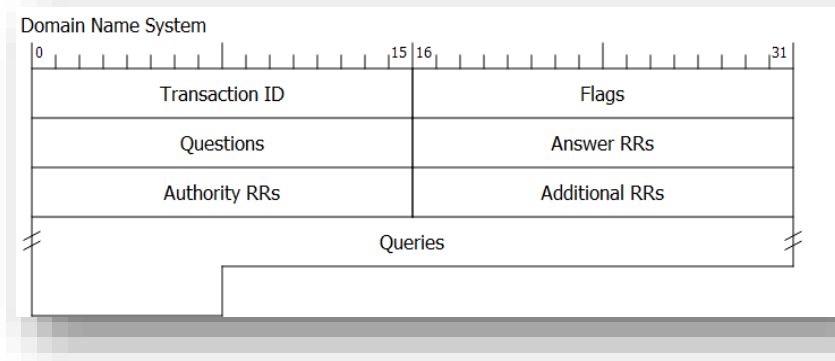 Domain Name System
0 15 16 31
Transaction ID Flags
Questions Answer RRs
Authority RRs Additional RRs
Queries